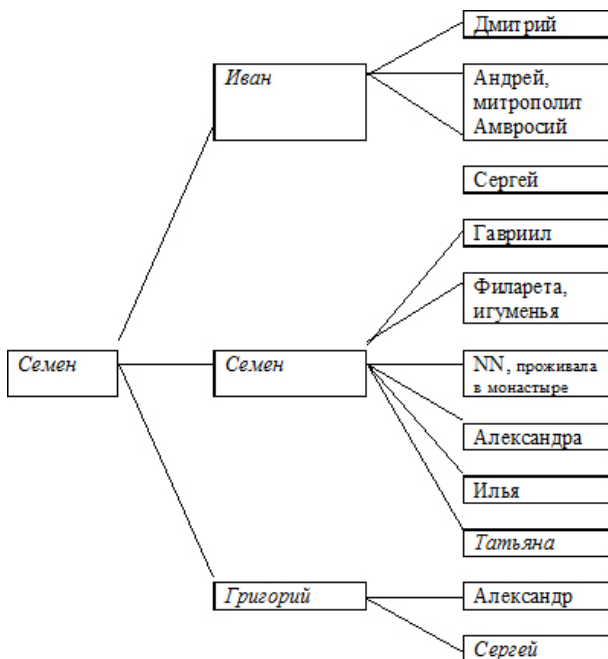 Дмитрий
Иван
Андрей,
митрополит
Амвросий
Сергей
Гавриил
Филарета,
игуменья
Семен
Семен
NN, проживала
в монастыре
Александра
Илья
Татьяна
Григорий
Александр
Сергей